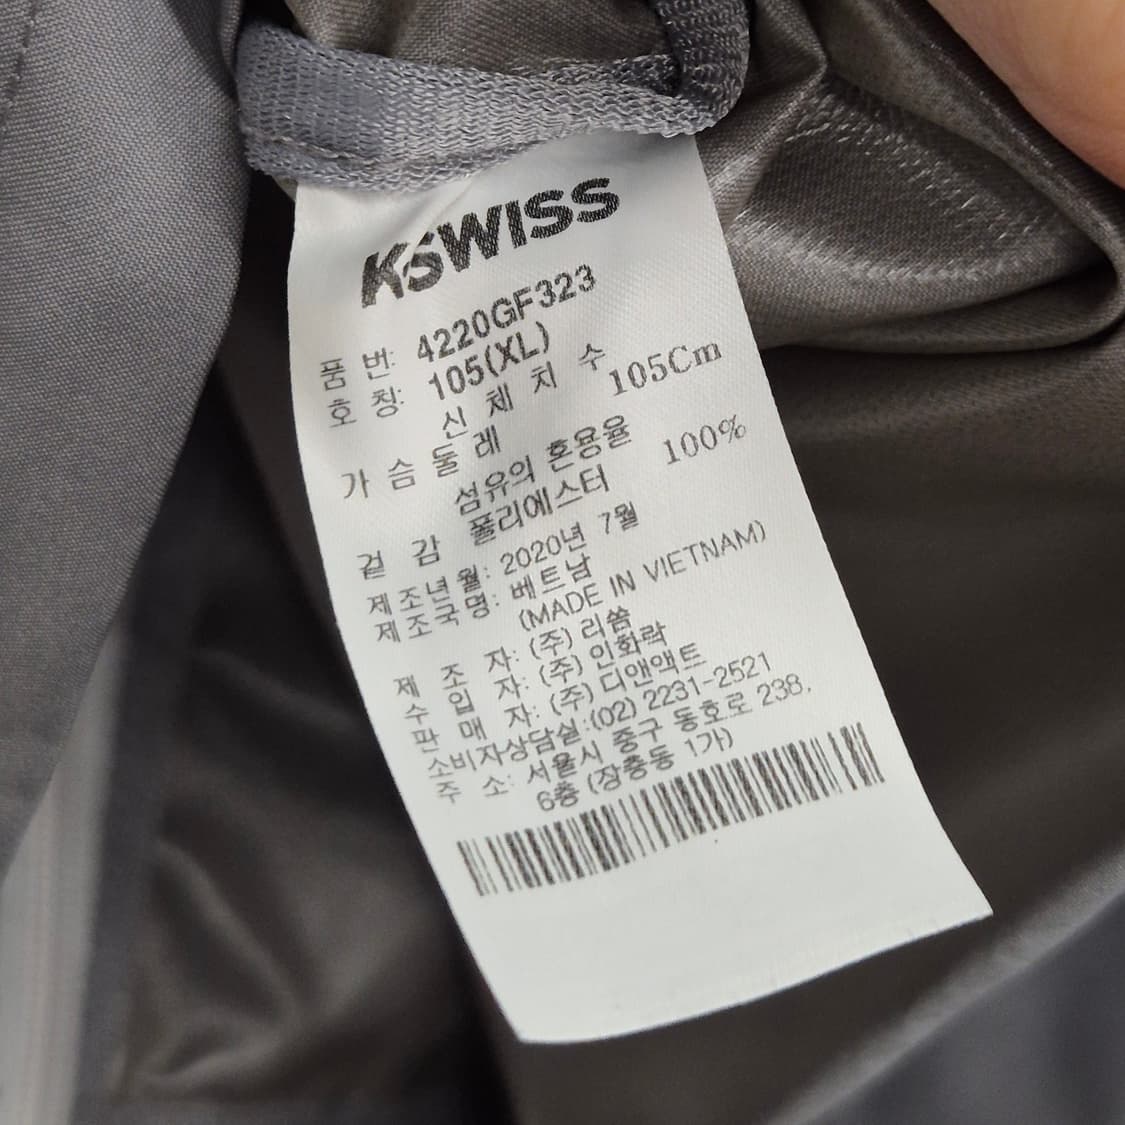 KSWISS
품 번: 4220GF323
호 칭: 105(XL)
신 체 치 수
가 슴 둘 레 105Cm
섬유의 혼용율
겉 감 폴리에스터 100%
제조년월: 2020년 7월
제조국명: 베트남
(MADE IN VIETNAM)
제 조 자: (주) 리쏨
수 입 자: (주) 인화락
판 매 자: (주) 디앤액트
소비자상담실:(02) 2231-2521
주 소: 서울시 중구 동호로 238,
6층 (장충동 1가)